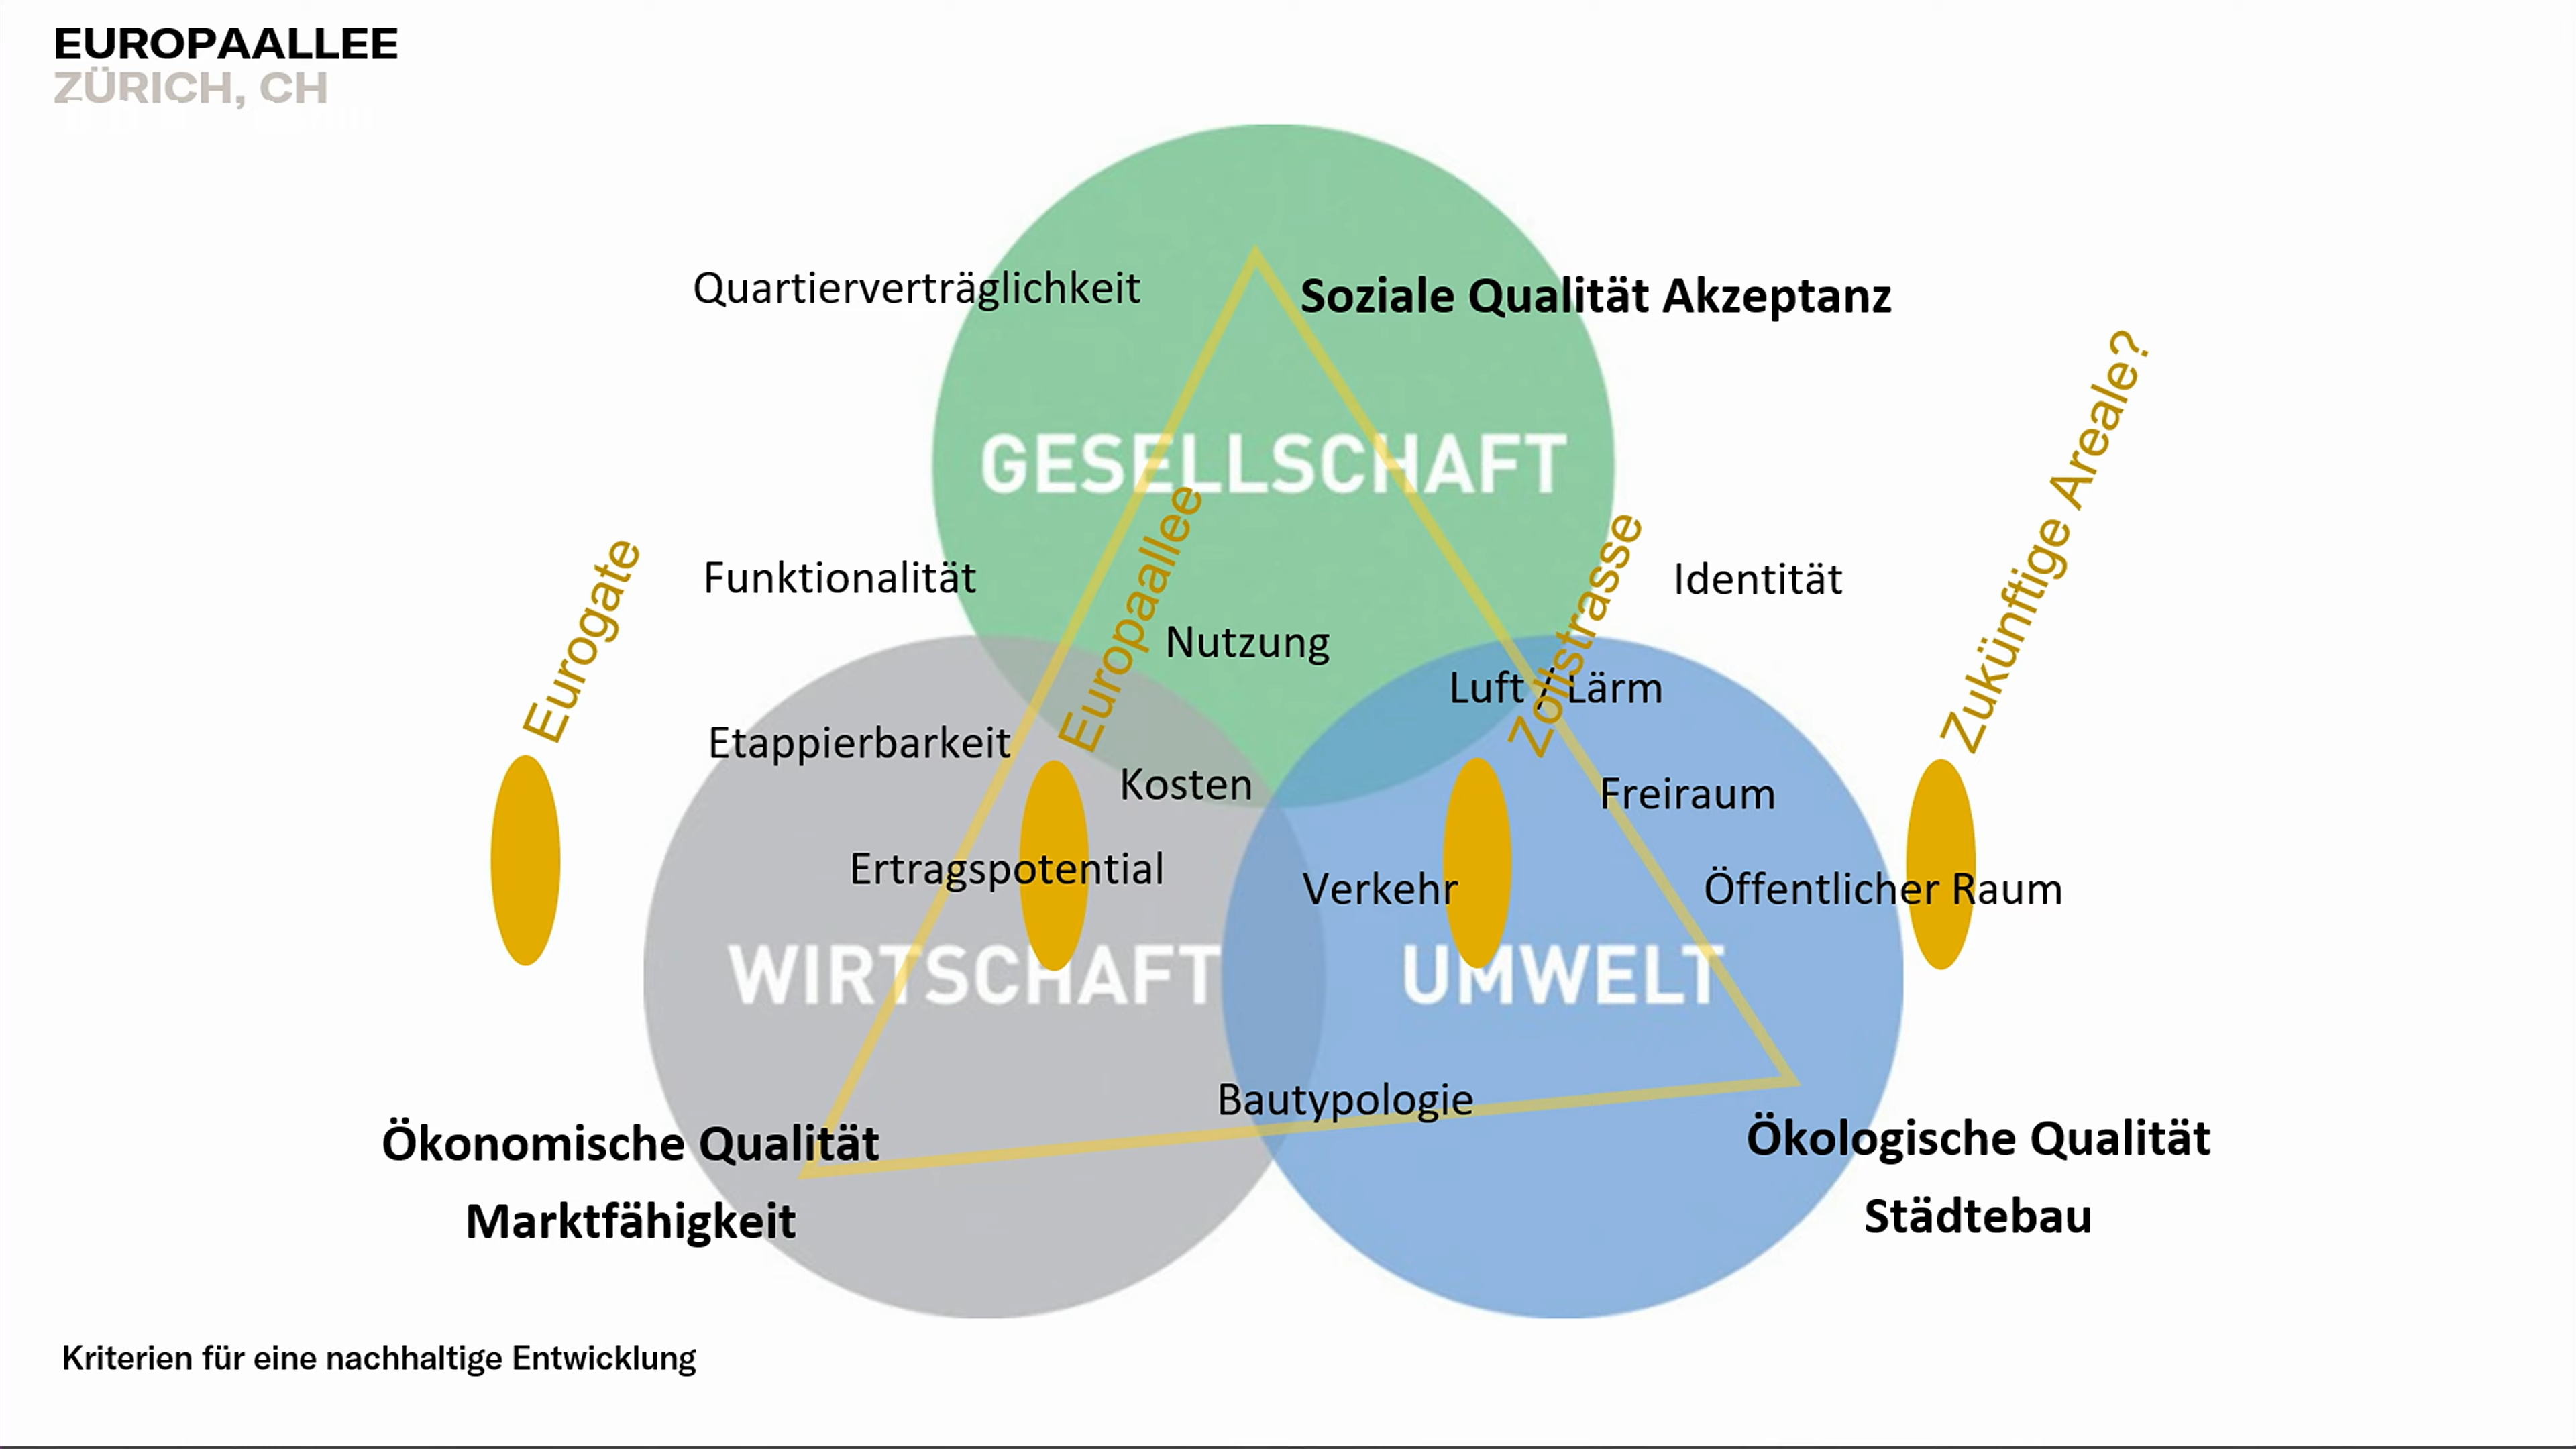 EUROPAALLEE
ZÜRICH, CH
Quartierverträglichkeit
Soziale Qualität Akzeptanz
GESELLSCHAFT
Eurogate
Europaallee
Zollstrasse
Zukünftige Areale?
Funktionalität
Identität
Nutzung
Luft / Lärm
Etappierbarkeit
Kosten
Freiraum
Ertragspotential
Verkehr
Öffentlicher Raum
WIRTSCHAFT
UMWELT
Bautypologie
Ökonomische Qualität
Marktfähigkeit
Ökologische Qualität
Städtebau
Kriterien für eine nachhaltige Entwicklung